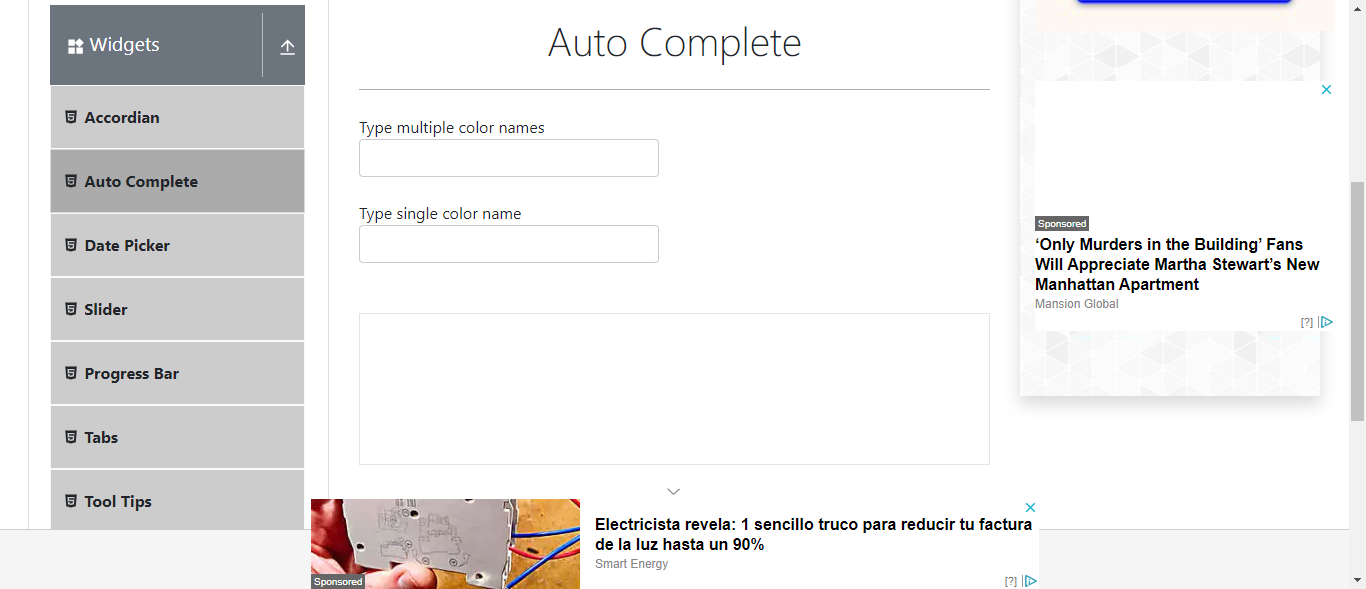 Widgets
Accordian
Auto Complete
Date Picker
Slider
Progress Bar
Tabs
Tool Tips
Auto Complete
Type multiple color names
Type single color name
Sponsored
‘Only Murders in the Building’ Fans
Will Appreciate Martha Stewart’s New
Manhattan Apartment
Mansion Global
[?]
Sponsored
Electricista revela: 1 sencillo truco para reducir tu factura
de la luz hasta un 90%
Smart Energy
[?]